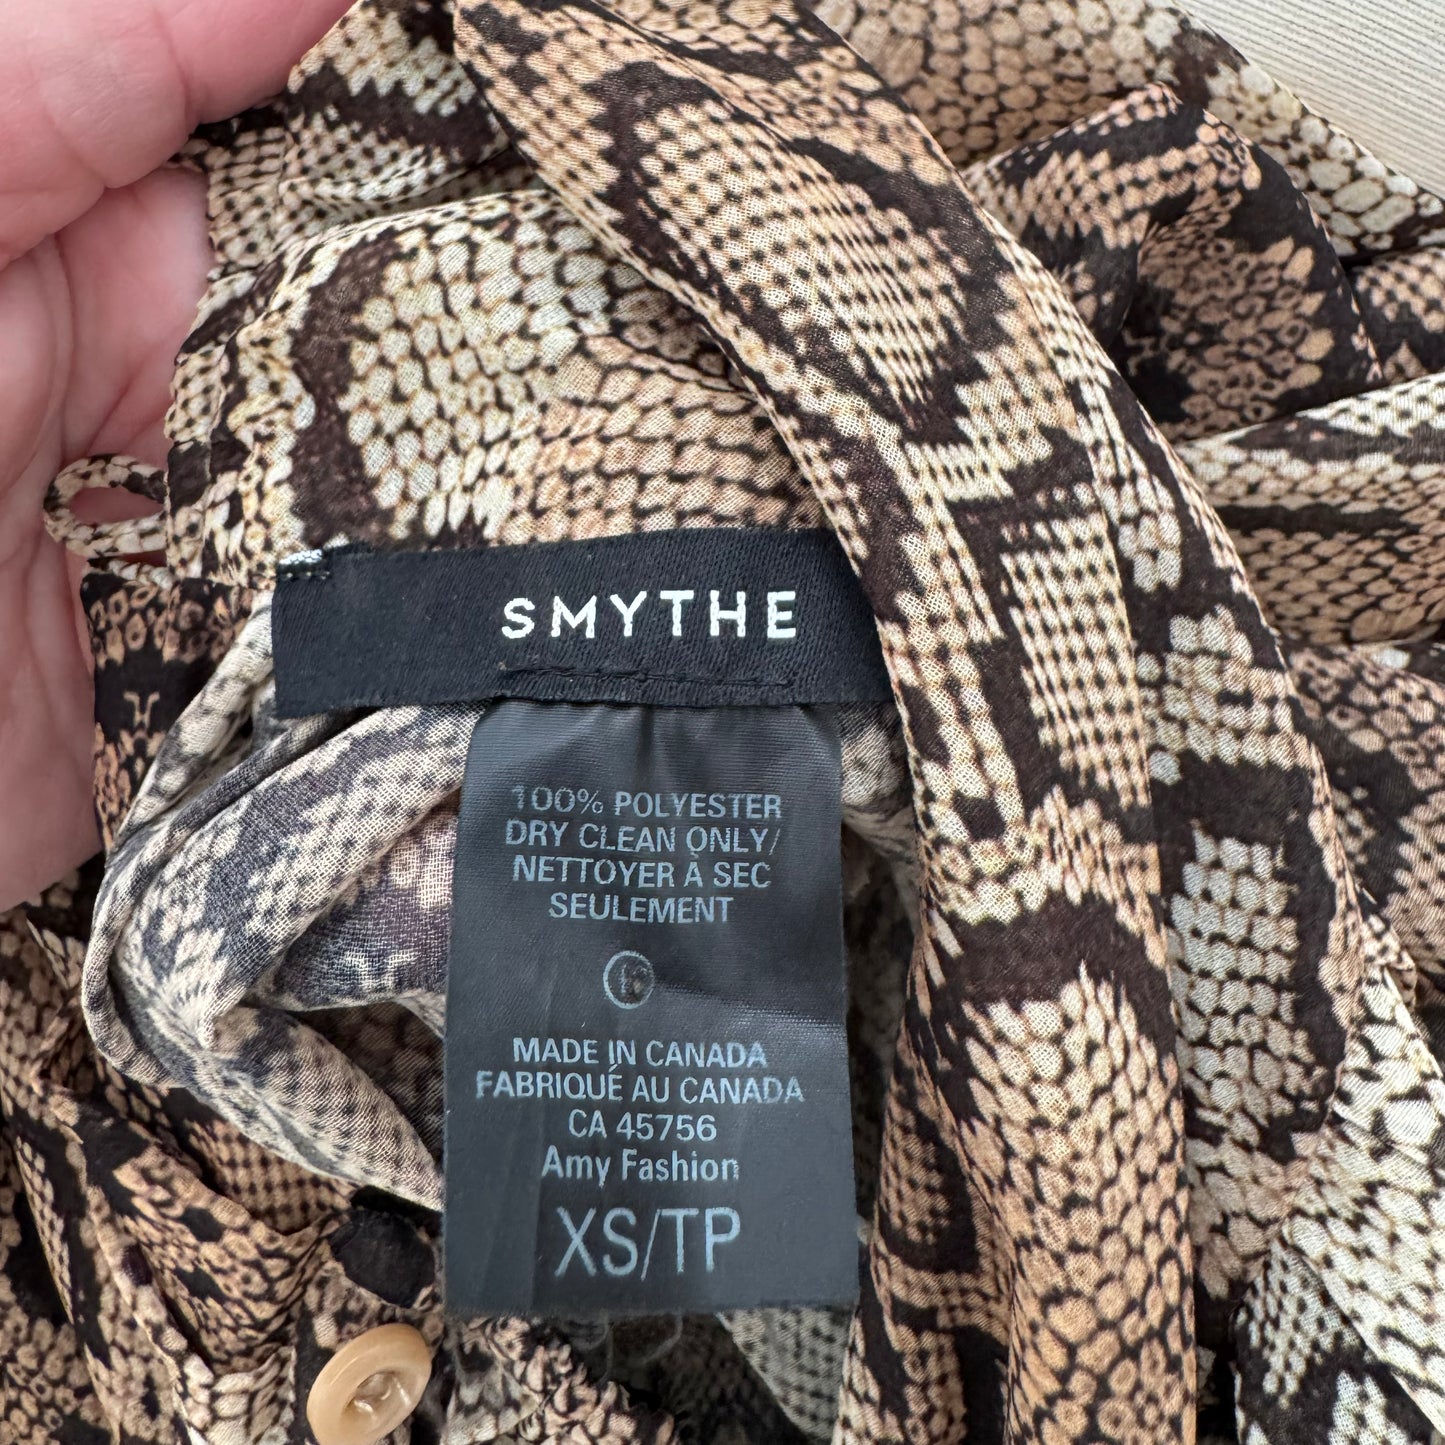 SMYTHE
100% POLYESTER
DRY CLEAN ONLY/
NETTOYER À SEC
SEULEMENT
MADE IN CANADA
FABRIQUÉ AU CANADA
CA 45756
Amy Fashion
XS/TP